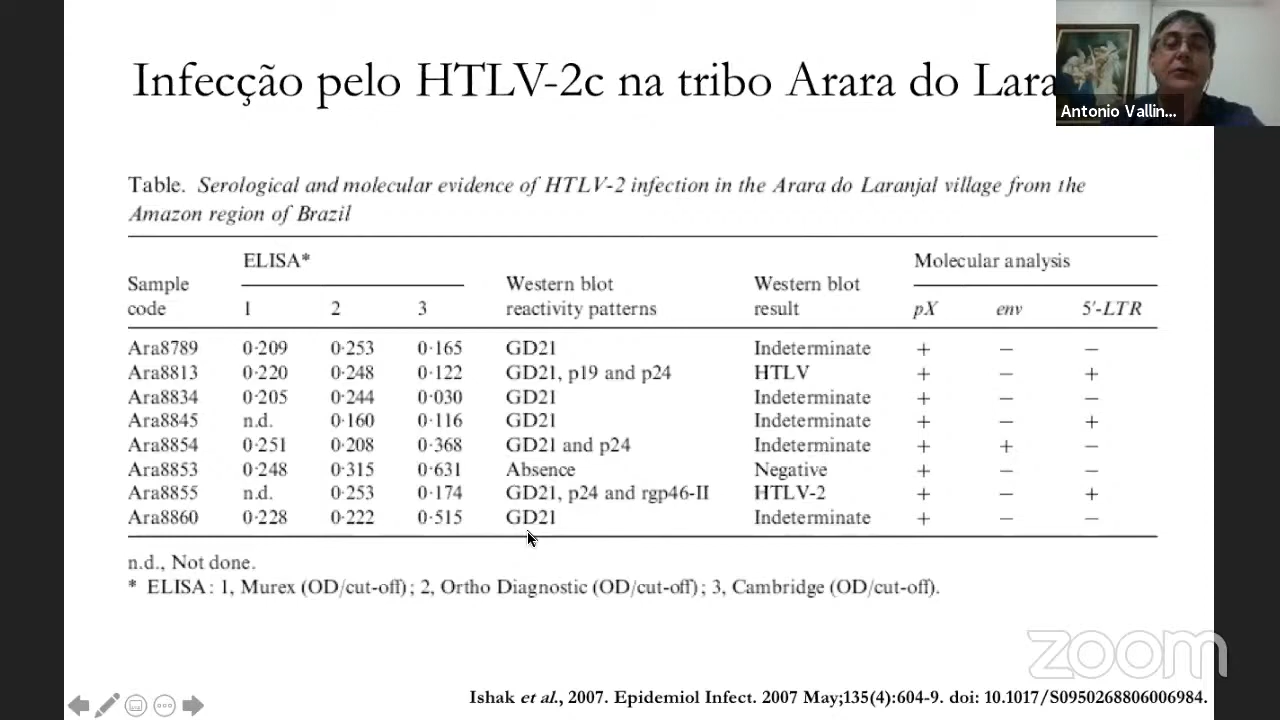 Infecção pelo HTLV-2c na tribo Arara do Lara
Antonio Vallin...
Table. Serological and molecular evidence of HTLV-2 infection in the Arara do Laranjal village from the
Amazon region of Brazil
ELISA* Molecular analysis
Sample Western blot Western blot
code 1 2 3 reactivity patterns result pX env 5′-LTR
Ara8789 0·209 0·253 0·165 GD21 Indeterminate + − −
Ara8813 0·220 0·248 0·122 GD21, p19 and p24 HTLV + − +
Ara8834 0·205 0·244 0·030 GD21 Indeterminate + − −
Ara8845 n.d. 0·160 0·116 GD21 Indeterminate + − +
Ara8854 0·251 0·208 0·368 GD21 and p24 Indeterminate + + −
Ara8853 0·248 0·315 0·631 Absence Negative + − −
Ara8855 n.d. 0·253 0·174 GD21, p24 and rgp46-II HTLV-2 + − +
Ara8860 0·228 0·222 0·515 GD21 Indeterminate + − −
n.d., Not done.
* ELISA: 1, Murex (OD/cut-off); 2, Ortho Diagnostic (OD/cut-off); 3, Cambridge (OD/cut-off).
zoom
Ishak et al., 2007. Epidemiol Infect. 2007 May;135(4):604-9. doi: 10.1017/S0950268806006984.